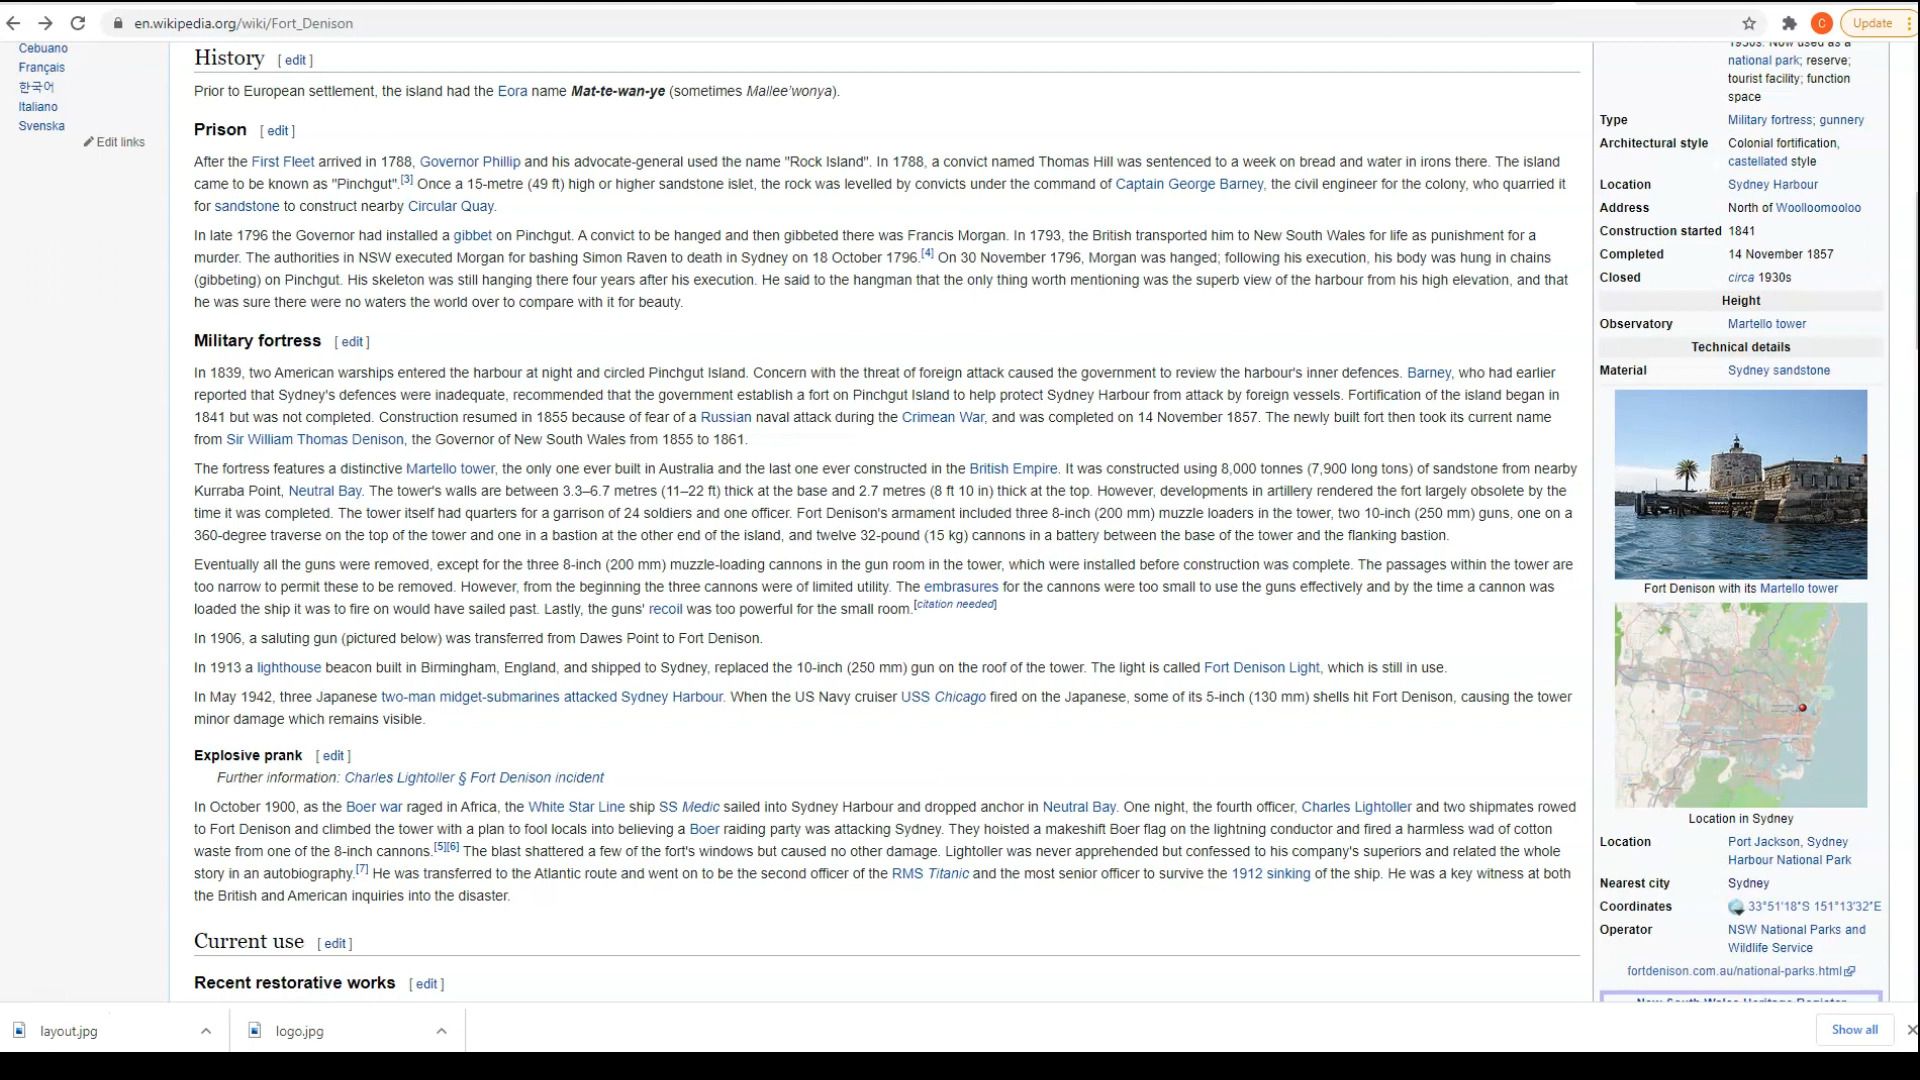 en.wikipedia.org/wiki/Fort_Denison
C
Update
Cebuano
Français
한국어
Italiano
Svenska
Edit links
History [ edit ]
Prior to European settlement, the island had the Eora name Mat-te-wan-ye (sometimes Mallee'wonya).
Prison [ edit ]
After the First Fleet arrived in 1788, Governor Phillip and his advocate-general used the name "Rock Island". In 1788, a convict named Thomas Hill was sentenced to a week on bread and water in irons there. The island
came to be known as "Pinchgut".[3] Once a 15-metre (49 ft) high or higher sandstone islet, the rock was levelled by convicts under the command of Captain George Barney, the civil engineer for the colony, who quarried it
for sandstone to construct nearby Circular Quay.
In late 1796 the Governor had installed a gibbet on Pinchgut. A convict to be hanged and then gibbeted there was Francis Morgan. In 1793, the British transported him to New South Wales for life as punishment for a
murder. The authorities in NSW executed Morgan for bashing Simon Raven to death in Sydney on 18 October 1796.[4] On 30 November 1796, Morgan was hanged; following his execution, his body was hung in chains
(gibbeting) on Pinchgut. His skeleton was still hanging there four years after his execution. He said to the hangman that the only thing worth mentioning was the superb view of the harbour from his high elevation, and that
he was sure there were no waters the world over to compare with it for beauty.
Military fortress [ edit ]
In 1839, two American warships entered the harbour at night and circled Pinchgut Island. Concern with the threat of foreign attack caused the government to review the harbour's inner defences. Barney, who had earlier
reported that Sydney's defences were inadequate, recommended that the government establish a fort on Pinchgut Island to help protect Sydney Harbour from attack by foreign vessels. Fortification of the island began in
1841 but was not completed. Construction resumed in 1855 because of fear of a Russian naval attack during the Crimean War, and was completed on 14 November 1857. The newly built fort then took its current name
from Sir William Thomas Denison, the Governor of New South Wales from 1855 to 1861.
The fortress features a distinctive Martello tower, the only one ever built in Australia and the last one ever constructed in the British Empire. It was constructed using 8,000 tonnes (7,900 long tons) of sandstone from nearby
Kurraba Point, Neutral Bay. The tower's walls are between 3.3–6.7 metres (11–22 ft) thick at the base and 2.7 metres (8 ft 10 in) thick at the top. However, developments in artillery rendered the fort largely obsolete by the
time it was completed. The tower itself had quarters for a garrison of 24 soldiers and one officer. Fort Denison's armament included three 8-inch (200 mm) muzzle loaders in the tower, two 10-inch (250 mm) guns, one on a
360-degree traverse on the top of the tower and one in a bastion at the other end of the island, and twelve 32-pound (15 kg) cannons in a battery between the base of the tower and the flanking bastion.
Eventually all the guns were removed, except for the three 8-inch (200 mm) muzzle-loading cannons in the gun room in the tower, which were installed before construction was complete. The passages within the tower are
too narrow to permit these to be removed. However, from the beginning the three cannons were of limited utility. The embrasures for the cannons were too small to use the guns effectively and by the time a cannon was
loaded the ship it was to fire on would have sailed past. Lastly, the guns' recoil was too powerful for the small room.[citation needed]
In 1906, a saluting gun (pictured below) was transferred from Dawes Point to Fort Denison.
In 1913 a lighthouse beacon built in Birmingham, England, and shipped to Sydney, replaced the 10-inch (250 mm) gun on the roof of the tower. The light is called Fort Denison Light, which is still in use.
In May 1942, three Japanese two-man midget-submarines attacked Sydney Harbour. When the US Navy cruiser USS Chicago fired on the Japanese, some of its 5-inch (130 mm) shells hit Fort Denison, causing the tower
minor damage which remains visible.
Explosive prank [ edit ]
Further information: Charles Lightoller § Fort Denison incident
In October 1900, as the Boer war raged in Africa, the White Star Line ship SS Medic sailed into Sydney Harbour and dropped anchor in Neutral Bay. One night, the fourth officer, Charles Lightoller and two shipmates rowed
to Fort Denison and climbed the tower with a plan to fool locals into believing a Boer raiding party was attacking Sydney. They hoisted a makeshift Boer flag on the lightning conductor and fired a harmless wad of cotton
waste from one of the 8-inch cannons.[5][6] The blast shattered a few of the fort's windows but caused no other damage. Lightoller was never apprehended but confessed to his company's superiors and related the whole
story in an autobiography.[7] He was transferred to the Atlantic route and went on to be the second officer of the RMS Titanic and the most senior officer to survive the 1912 sinking of the ship. He was a key witness at both
the British and American inquiries into the disaster.
Current use [ edit ]
Recent restorative works [ edit ]
1930s. Now used as a
national park; reserve;
tourist facility; function
space
Type Military fortress; gunnery
Architectural style Colonial fortification,
castellated style
Location Sydney Harbour
Address North of Woolloomooloo
Construction started 1841
Completed 14 November 1857
Closed circa 1930s
Height
Observatory Martello tower
Technical details
Material Sydney sandstone
Fort Denison with its Martello tower
Location in Sydney
Location Port Jackson, Sydney
Harbour National Park
Nearest city Sydney
Coordinates 33°51′18″S 151°13′32″E
Operator NSW National Parks and
Wildlife Service
fortdenison.com.au/national-parks.html
New South Wales Heritage Register
layout.jpg
logo.jpg
Show all